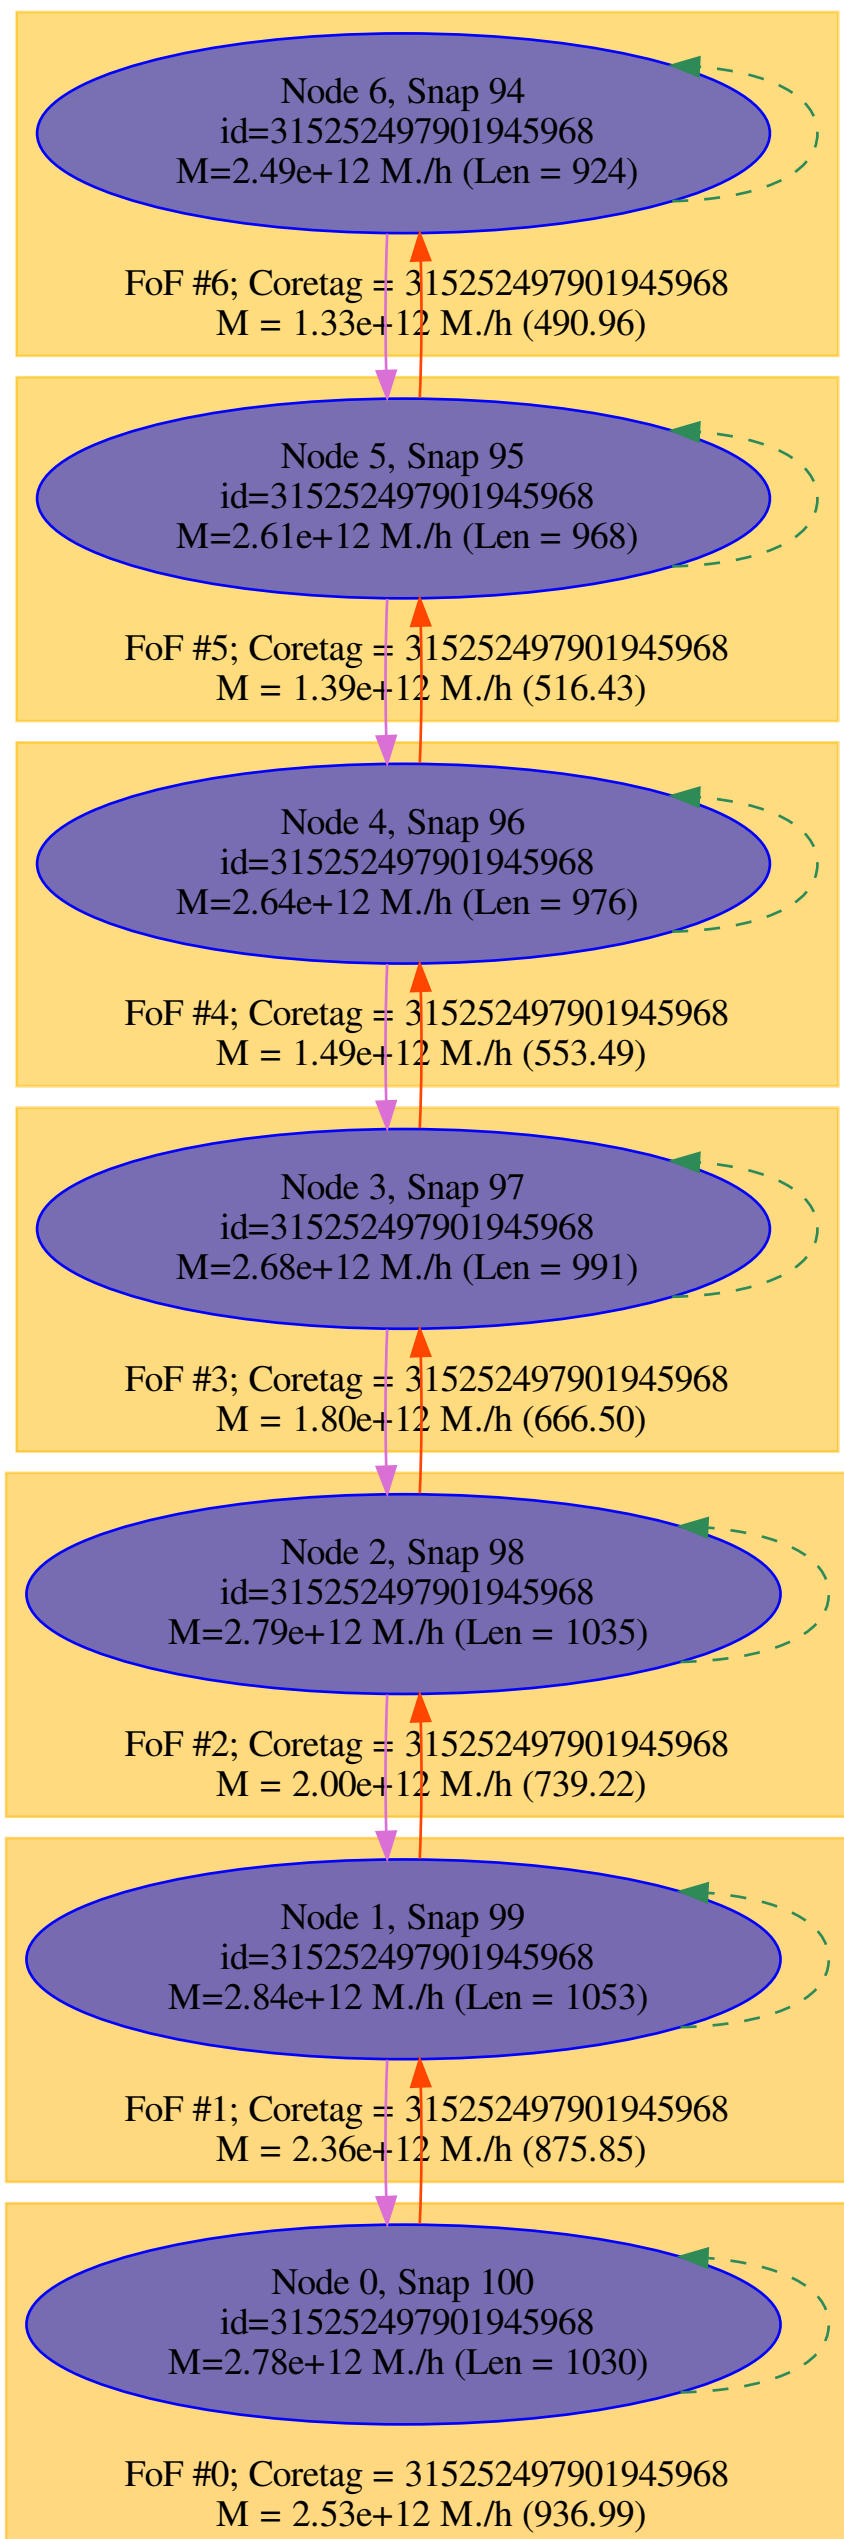 Node 6, Snap 94
id=315252497901945968
M=2.49e+12 M./h (Len = 924)
FoF #6; Coretag = 315252497901945968
M = 1.33e+12 M./h (490.96)
Node 5, Snap 95
id=315252497901945968
M=2.61e+12 M./h (Len = 968)
FoF #5; Coretag = 315252497901945968
M = 1.39e+12 M./h (516.43)
Node 4, Snap 96
id=315252497901945968
M=2.64e+12 M./h (Len = 976)
FoF #4; Coretag = 315252497901945968
M = 1.49e+12 M./h (553.49)
Node 3, Snap 97
id=315252497901945968
M=2.68e+12 M./h (Len = 991)
FoF #3; Coretag = 315252497901945968
M = 1.80e+12 M./h (666.50)
Node 2, Snap 98
id=315252497901945968
M=2.79e+12 M./h (Len = 1035)
FoF #2; Coretag = 315252497901945968
M = 2.00e+12 M./h (739.22)
Node 1, Snap 99
id=315252497901945968
M=2.84e+12 M./h (Len = 1053)
FoF #1; Coretag = 315252497901945968
M = 2.36e+12 M./h (875.85)
Node 0, Snap 100
id=315252497901945968
M=2.78e+12 M./h (Len = 1030)
FoF #0; Coretag = 315252497901945968
M = 2.53e+12 M./h (936.99)